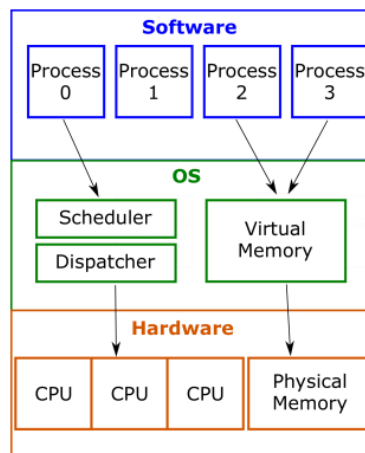 Software
Process
0
Process
1
Process
2
Process
3
OS
Scheduler
Dispatcher
Virtual
Memory
Hardware
CPU
CPU
CPU
Physical
Memory